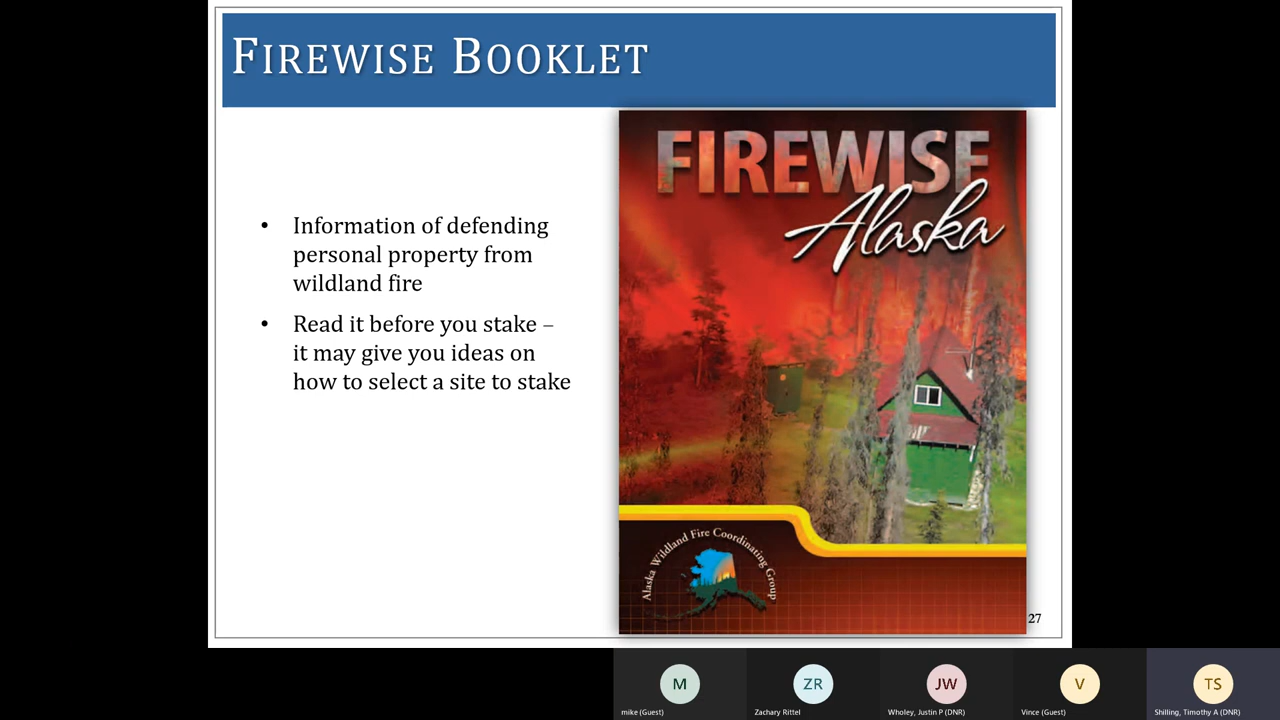 FIREWISE BOOKLET
• Information of defending
personal property from
wildland fire
• Read it before you stake –
it may give you ideas on
how to select a site to stake
FIREWISE
Alaska
Alaska Wildland Fire Coordinating Group
27
M
ZR
JW
V
TS
mike (Guest)
Zachary Rittel
Wholey, Justin P (DNR)
Vince (Guest)
Shilling, Timothy A (DNR)